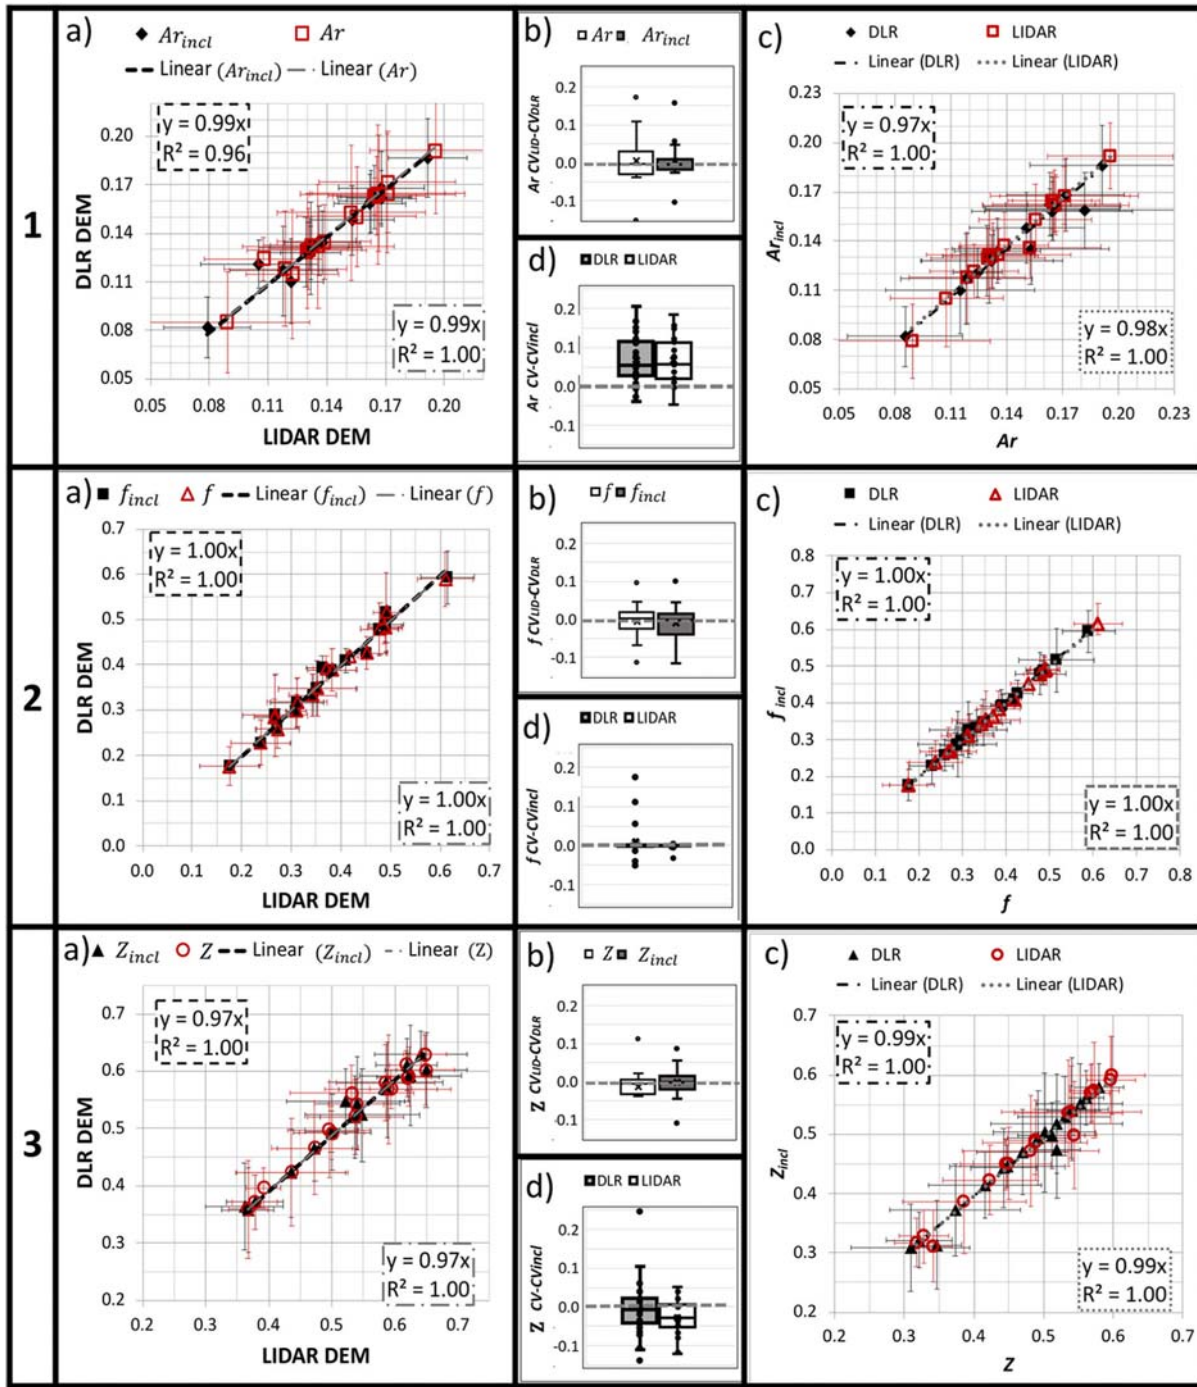 1
a)
Ar_incl Ar
Linear (Ar_incl) Linear (Ar)
y = 0.99x
R² = 0.96
y = 0.99x
R² = 1.00
DLR DEM
0.20
0.17
0.14
0.11
0.08
0.05
0.05 0.08 0.11 0.14 0.17 0.20
LIDAR DEM
b)
Ar Ar_incl
Ar CV_LID-CV_DLR
0.2
0.1
0.0
-0.1
d)
DLR LIDAR
Ar CV-CVincl
0.2
0.1
0.0
-0.1
c)
DLR LIDAR
Linear (DLR) Linear (LIDAR)
y = 0.97x
R² = 1.00
y = 0.98x
R² = 1.00
Ar_incl
0.23
0.20
0.17
0.14
0.11
0.08
0.05
0.05 0.08 0.11 0.14 0.17 0.20 0.23
Ar
2
a)
f_incl f Linear (f_incl) Linear (f)
y = 1.00x
R² = 1.00
y = 1.00x
R² = 1.00
DLR DEM
0.7
0.6
0.5
0.4
0.3
0.2
0.1
0.0
0.0 0.1 0.2 0.3 0.4 0.5 0.6 0.7
LIDAR DEM
b)
f f_incl
f CV_LID-CV_DLR
0.2
0.1
0.0
-0.1
d)
DLR LIDAR
f CV-CVincl
0.2
0.1
0.0
-0.1
c)
DLR LIDAR
Linear (DLR) Linear (LIDAR)
y = 1.00x
R² = 1.00
y = 1.00x
R² = 1.00
f_incl
0.8
0.7
0.6
0.5
0.4
0.3
0.2
0.1
0.0
0.0 0.1 0.2 0.3 0.4 0.5 0.6 0.7 0.8
f
3
a)
Z_incl Z Linear (Z_incl) Linear (Z)
y = 0.97x
R² = 1.00
y = 0.97x
R² = 1.00
DLR DEM
0.7
0.6
0.5
0.4
0.3
0.2
0.2 0.3 0.4 0.5 0.6 0.7
LIDAR DEM
b)
Z Z_incl
Z CV_LID-CV_DLR
0.2
0.1
0.0
-0.1
d)
DLR LIDAR
Z CV-CVincl
0.2
0.1
0.0
-0.1
c)
DLR LIDAR
Linear (DLR) Linear (LIDAR)
y = 0.99x
R² = 1.00
y = 0.99x
R² = 1.00
Z_incl
0.7
0.6
0.5
0.4
0.3
0.2
0.2 0.3 0.4 0.5 0.6 0.7
Z